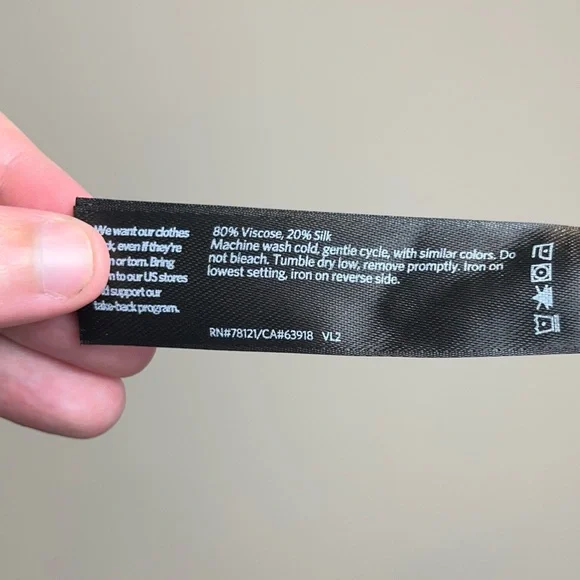 We want our clothes
even if they're
or torn. Bring
to our US stores
support our
take-back program.
80% Viscose, 20% Silk
Machine wash cold, gentle cycle, with similar colors. Do
not bleach. Tumble dry low, remove promptly. Iron on
lowest setting, iron on reverse side.
RN#78121/CA#63918 VL2